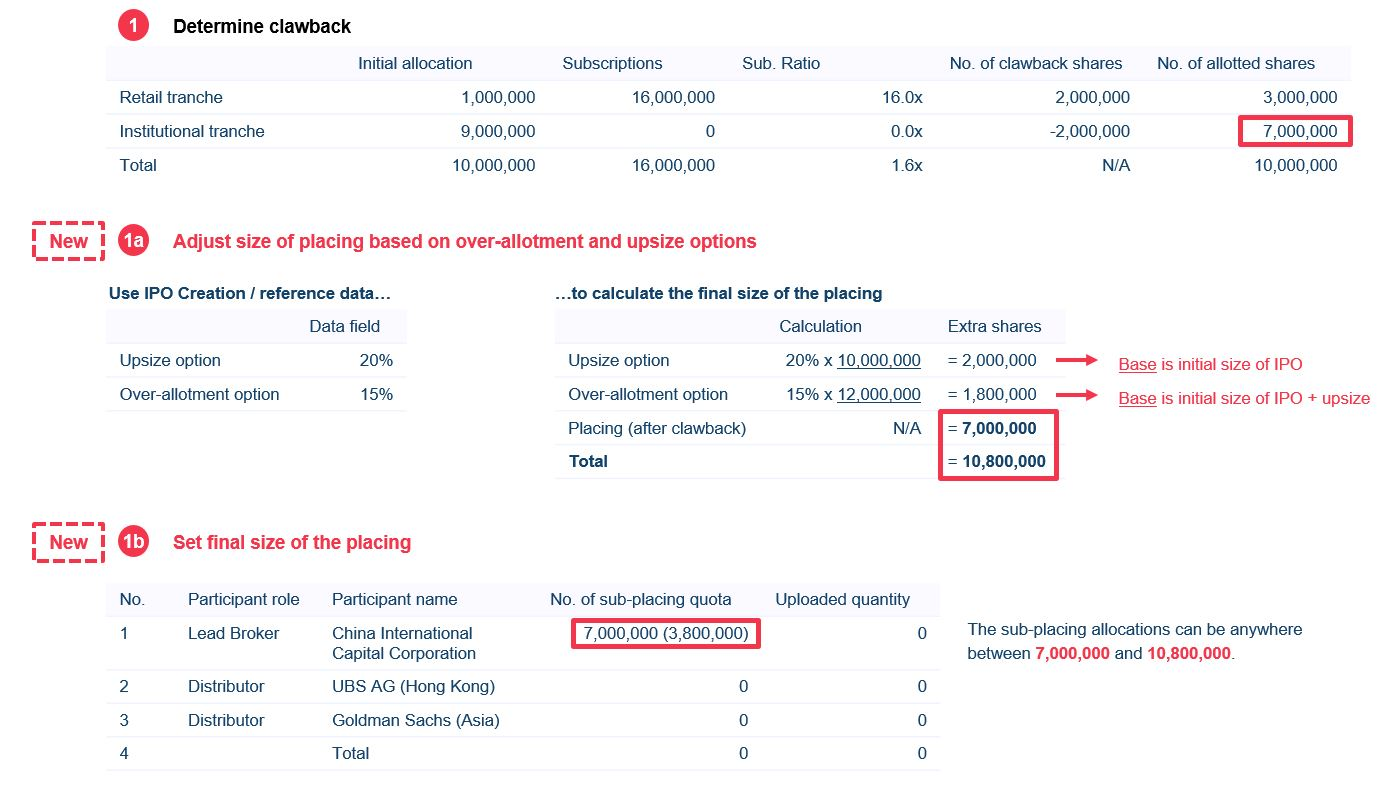 1 Determine clawback
Initial allocation Subscriptions Sub. Ratio No. of clawback shares No. of allotted shares
Retail tranche 1,000,000 16,000,000 16.0x 2,000,000 3,000,000
Institutional tranche 9,000,000 0 0.0x -2,000,000 7,000,000
Total 10,000,000 16,000,000 1.6x N/A 10,000,000
New 1a Adjust size of placing based on over-allotment and upsize options
Use IPO Creation / reference data…
Data field
Upsize option 20%
Over-allotment option 15%
…to calculate the final size of the placing
Calculation Extra shares
Upsize option 20% x 10,000,000 = 2,000,000 Base is initial size of IPO
Over-allotment option 15% x 12,000,000 = 1,800,000 Base is initial size of IPO + upsize
Placing (after clawback) N/A = 7,000,000
Total = 10,800,000
New 1b Set final size of the placing
No. Participant role Participant name No. of sub-placing quota Uploaded quantity
1 Lead Broker China International 7,000,000 (3,800,000) 0
Capital Corporation
2 Distributor UBS AG (Hong Kong) 0 0
3 Distributor Goldman Sachs (Asia) 0 0
4 Total 0 0
The sub-placing allocations can be anywhere
between 7,000,000 and 10,800,000.